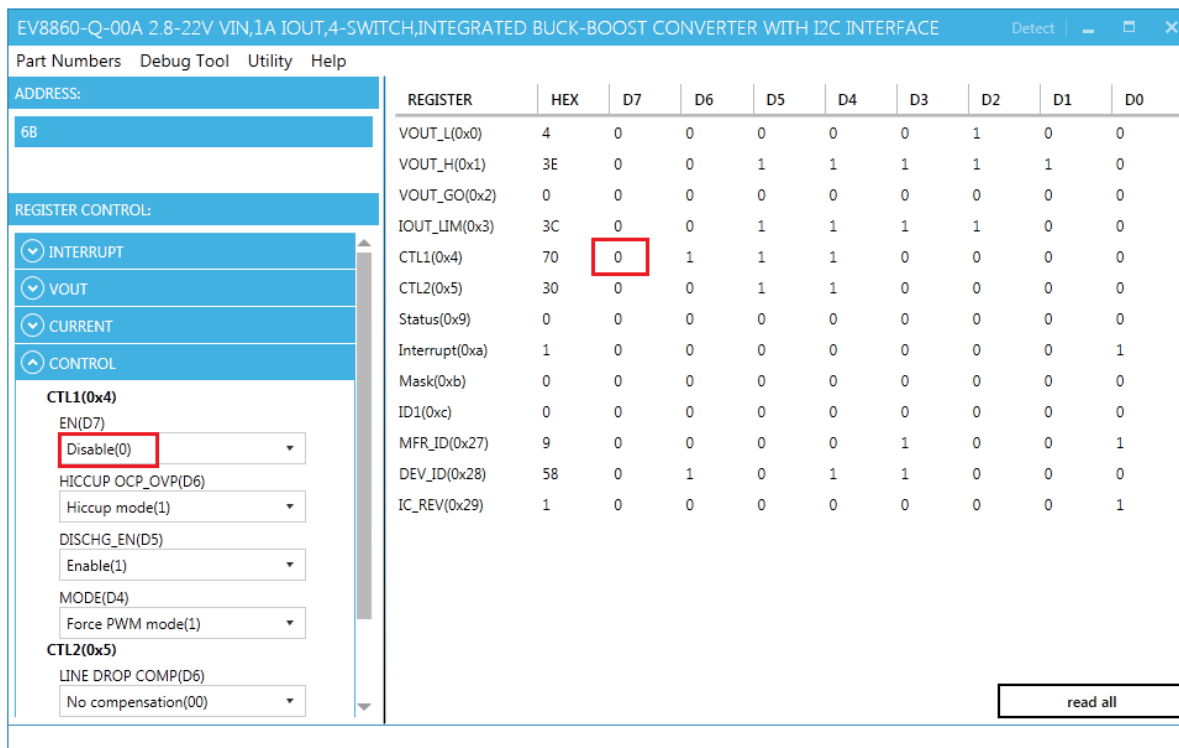 EV8860-Q-00A 2.8-22V VIN,1A IOUT,4-SWITCH,INTEGRATED BUCK-BOOST CONVERTER WITH I2C INTERFACE Detect
Part Numbers Debug Tool Utility Help
ADDRESS:
6B
REGISTER CONTROL:
INTERRUPT
VOUT
CURRENT
CONTROL
CTL1(0x4)
EN(D7)
Disable(0)
HICCUP OCP_OVP(D6)
Hiccup mode(1)
DISCHG_EN(D5)
Enable(1)
MODE(D4)
Force PWM mode(1)
CTL2(0x5)
LINE DROP COMP(D6)
No compensation(00)
REGISTER HEX D7 D6 D5 D4 D3 D2 D1 D0
VOUT_L(0x0) 4 0 0 0 0 0 1 0 0
VOUT_H(0x1) 3E 0 0 1 1 1 1 1 0
VOUT_GO(0x2) 0 0 0 0 0 0 0 0 0
IOUT_LIM(0x3) 3C 0 0 1 1 1 1 0 0
CTL1(0x4) 70 0 1 1 1 0 0 0 0
CTL2(0x5) 30 0 0 1 1 0 0 0 0
Status(0x9) 0 0 0 0 0 0 0 0 0
Interrupt(0xa) 1 0 0 0 0 0 0 0 1
Mask(0xb) 0 0 0 0 0 0 0 0 0
ID1(0xc) 0 0 0 0 0 0 0 0 0
MFR_ID(0x27) 9 0 0 0 0 1 0 0 1
DEV_ID(0x28) 58 0 1 0 1 1 0 0 0
IC_REV(0x29) 1 0 0 0 0 0 0 0 1
read all